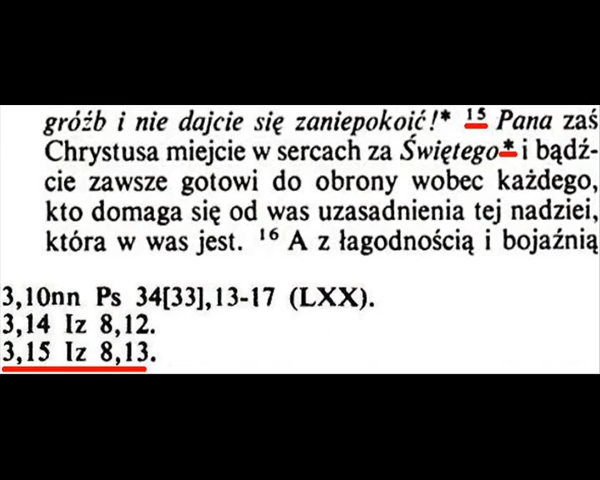 gróźb i nie dajcie się zaniepokoić!* 15 Pana zaś
Chrystusa miejcie w sercach za Świętego* i bądź-
cie zawsze gotowi do obrony wobec każdego,
kto domaga się od was uzasadnienia tej nadziei,
która w was jest. 16 A z łagodnością i bojaźnią
3,10nn Ps 34[33],13-17 (LXX).
3,14 Iz 8,12.
3,15 Iz 8,13.